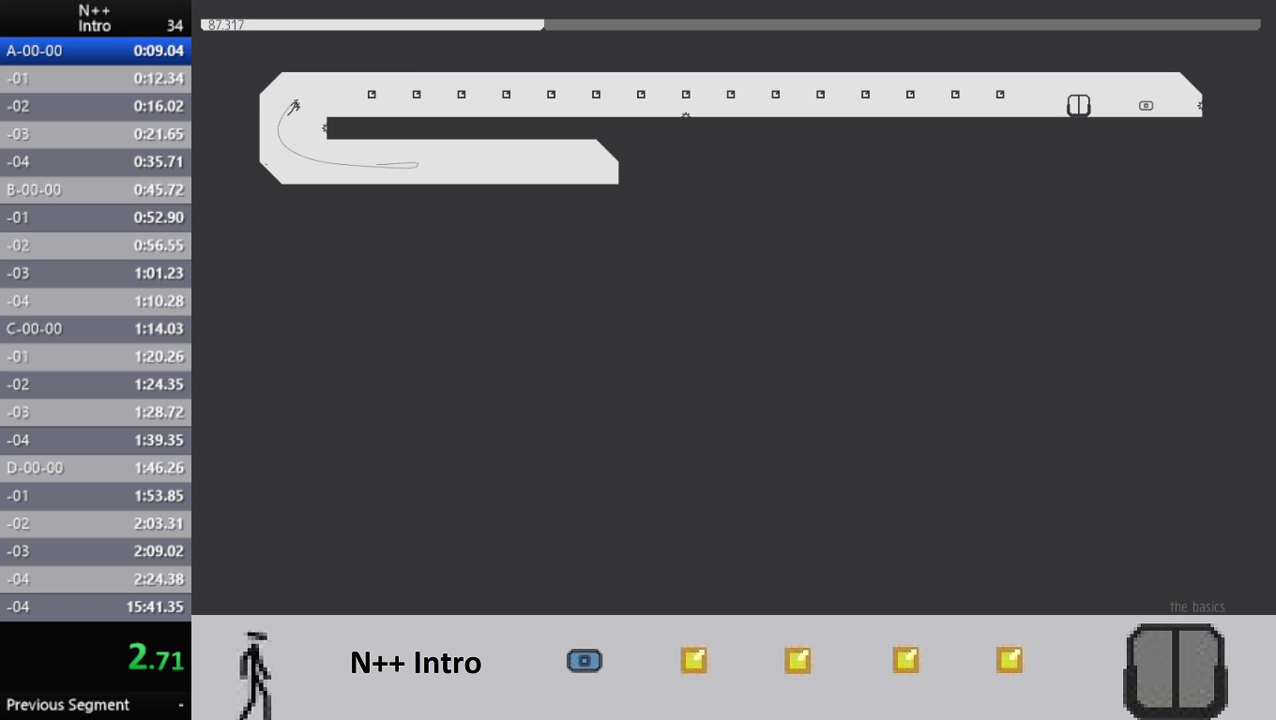 N++
Intro 34
A-00-00 0:09.04
-01 0:12.34
-02 0:16.02
-03 0:21.65
-04 0:35.71
B-00-00 0:45.72
-01 0:52.90
-02 0:56.55
-03 1:01.23
-04 1:10.28
C-00-00 1:14.03
-01 1:20.26
-02 1:24.35
-03 1:28.72
-04 1:39.35
D-00-00 1:46.26
-01 1:53.85
-02 2:03.31
-03 2:09.02
-04 2:24.38
-04 15:41.35
2.71
Previous Segment -
87.317
the basics
N++ Intro